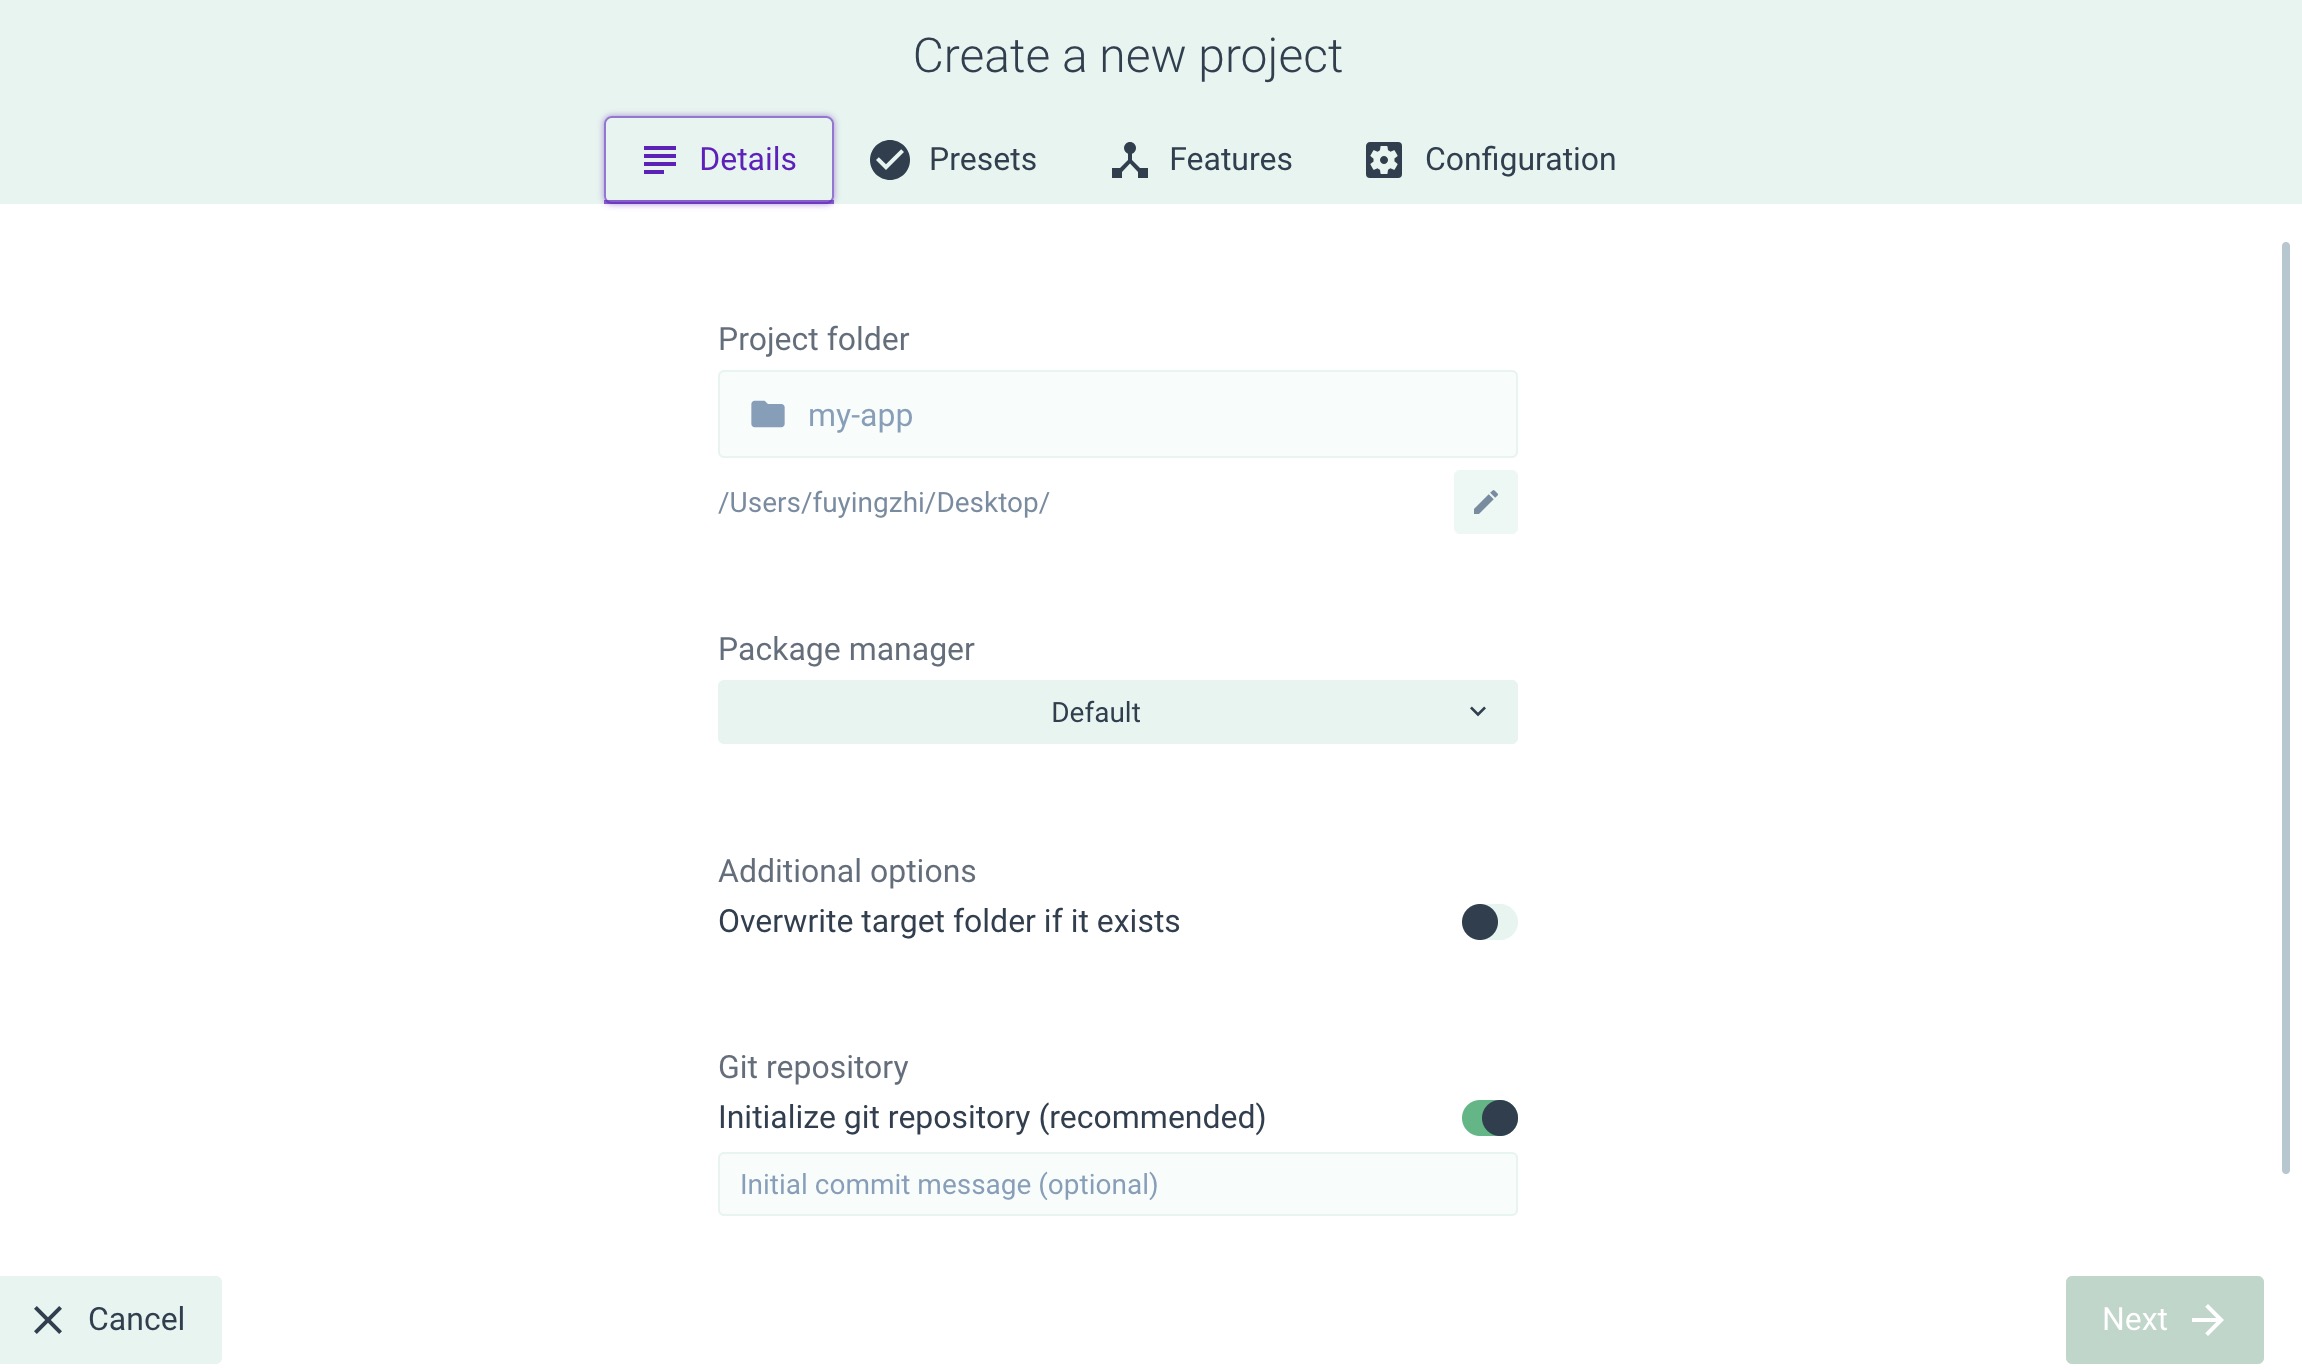 Create a new project
Details
Presets
Features
Configuration
Project folder
my-app
/Users/fuyingzhi/Desktop/
Package manager
Default
Additional options
Overwrite target folder if it exists
Git repository
Initialize git repository (recommended)
Initial commit message (optional)
Cancel
Next